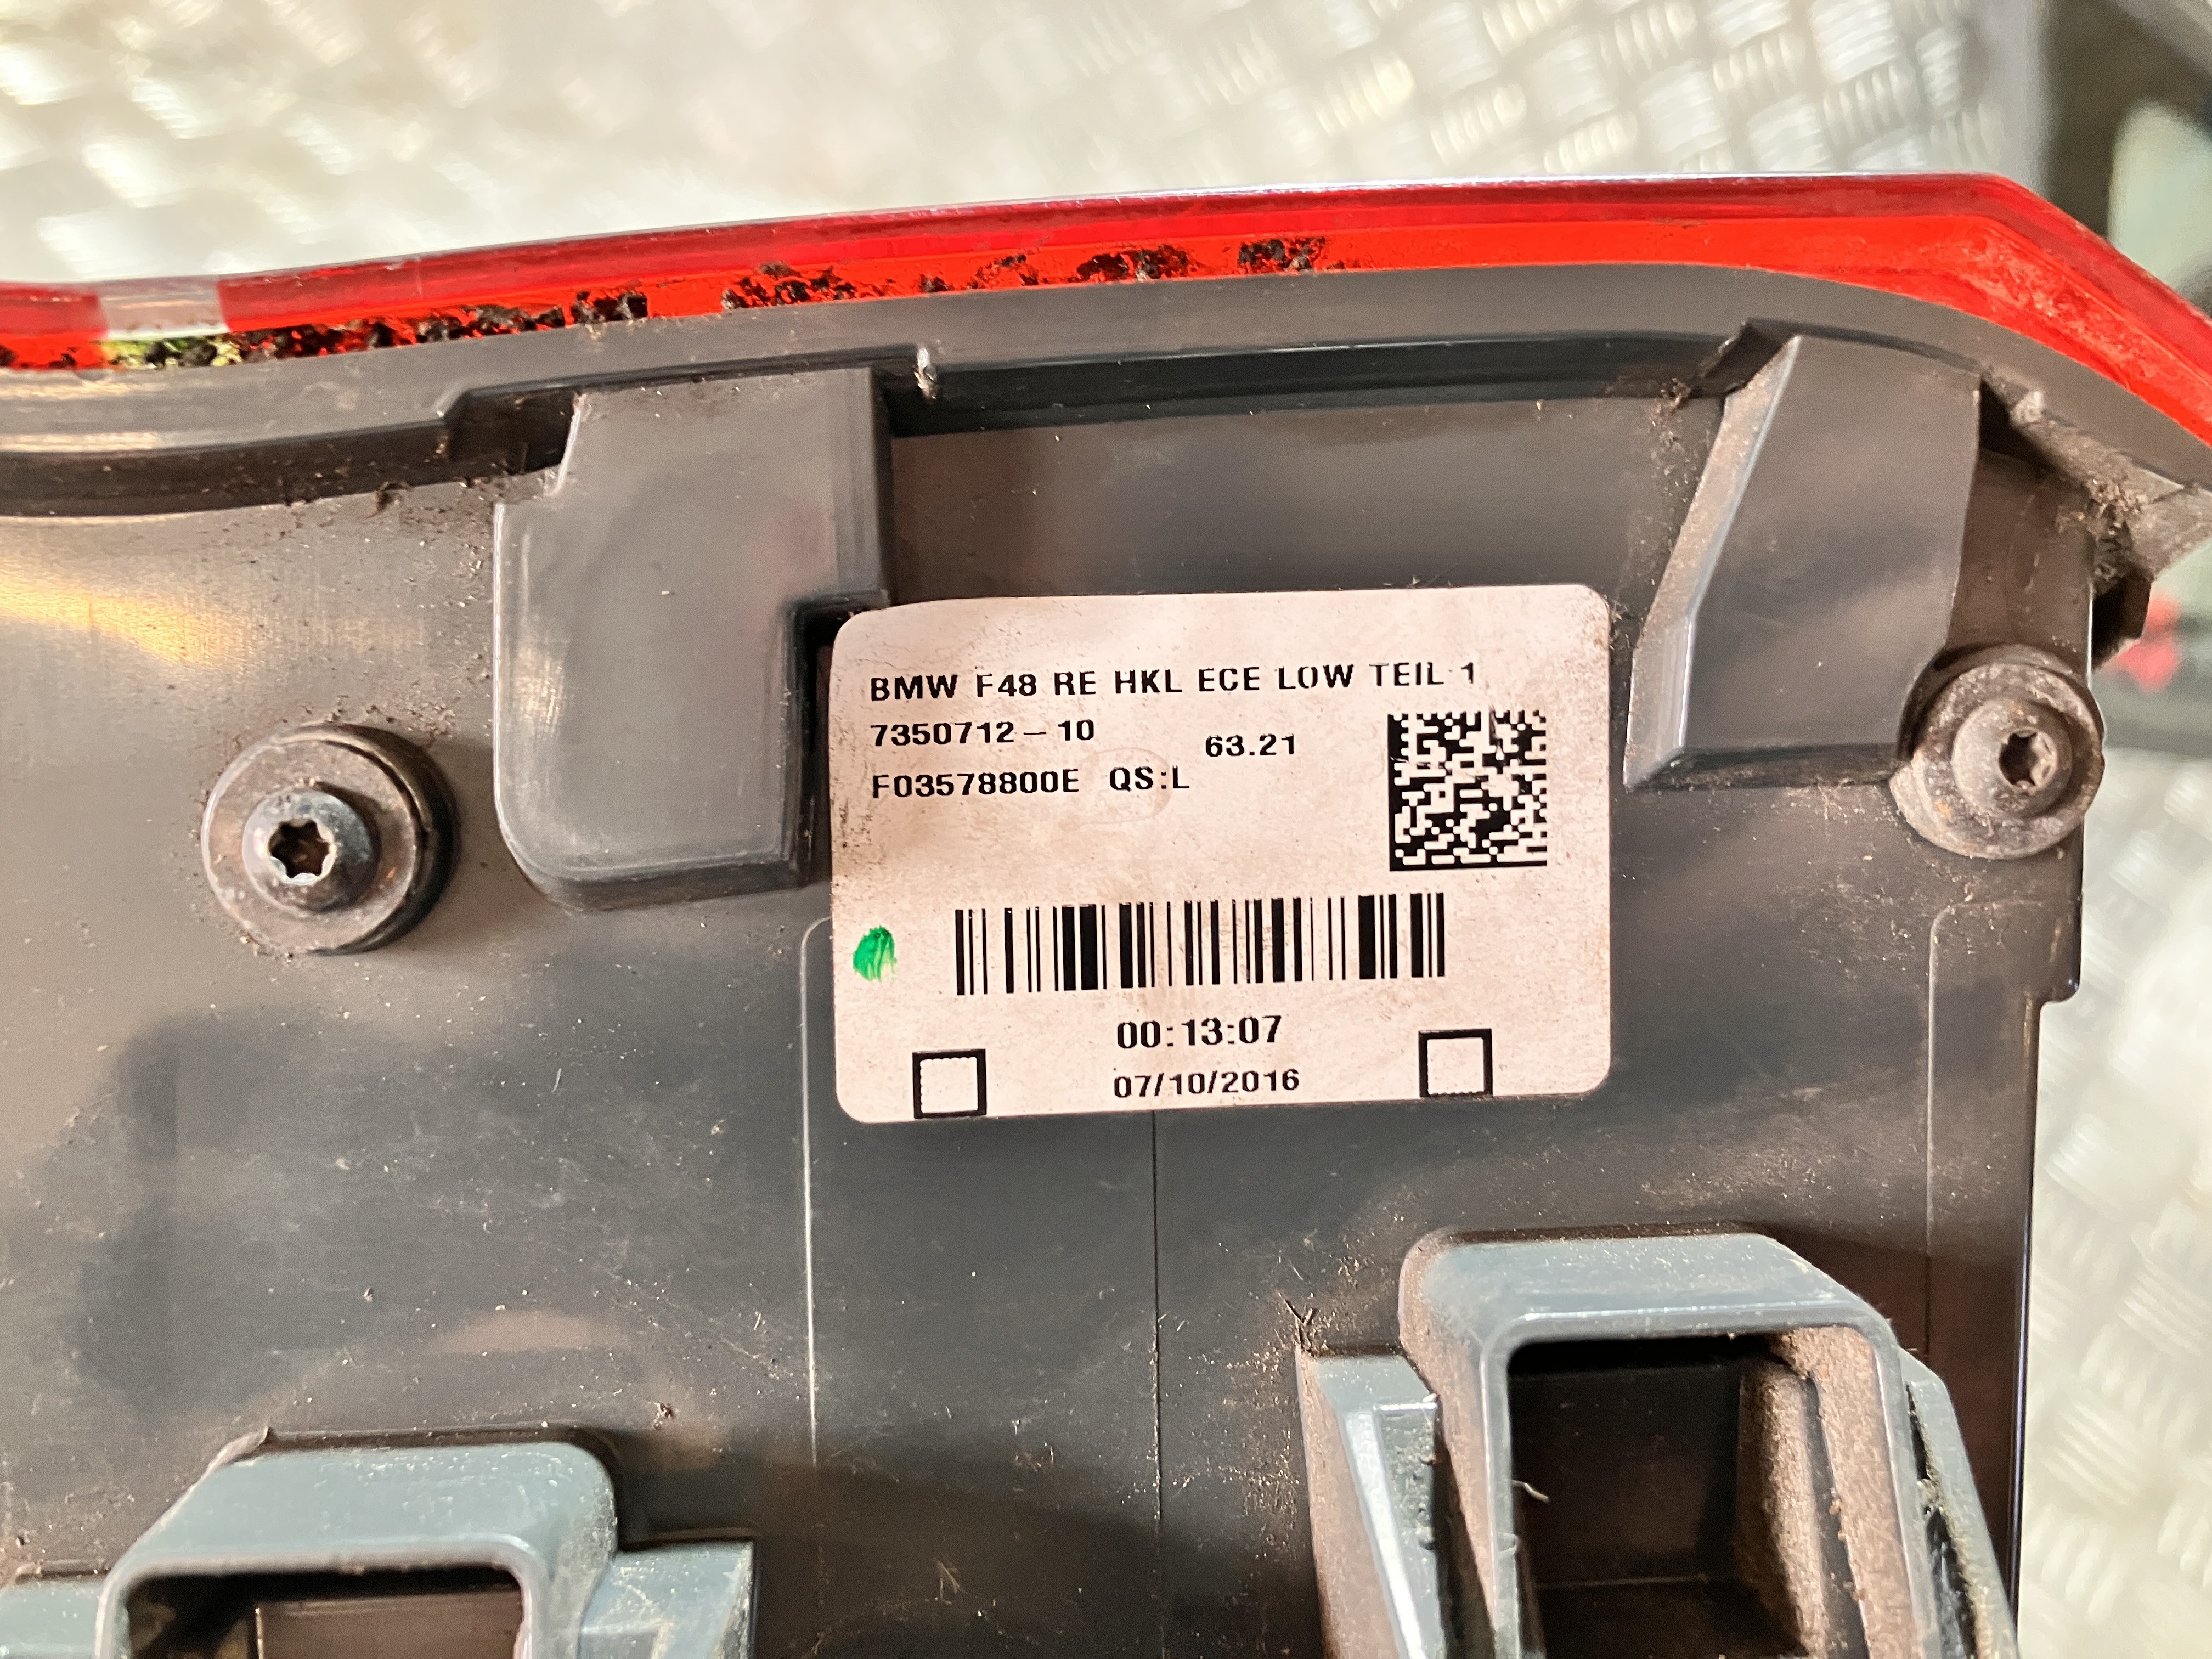 BMW F48 RE HKL ECE LOW TEIL 1
7350712-10
63.21
F03578800E QS:L
00:13:07
07/10/2016